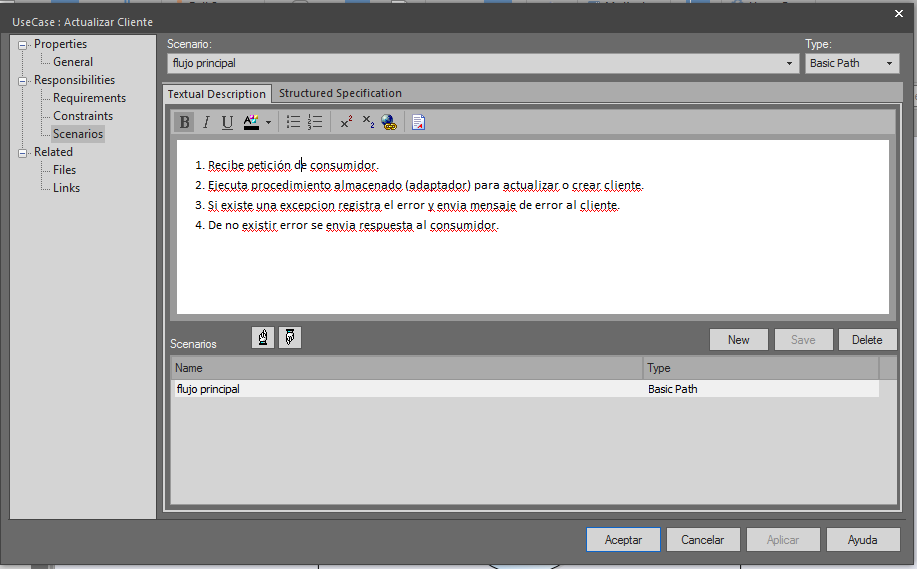 UseCase : Actualizar Cliente
Properties
General
Responsibilities
Requirements
Constraints
Scenarios
Related
Files
Links
Scenario:
Type:
flujo principal
Basic Path
Textual Description
Structured Specification
B I U A x² x₂
1. Recibe petición de consumidor.
2. Ejecuta procedimiento almacenado (adaptador) para actualizar o crear cliente.
3. Si existe una excepcion registra el error y envia mensaje de error al cliente.
4. De no existir error se envia respuesta al consumidor.
Scenarios
New
Save
Delete
Name
Type
flujo principal
Basic Path
Aceptar
Cancelar
Aplicar
Ayuda